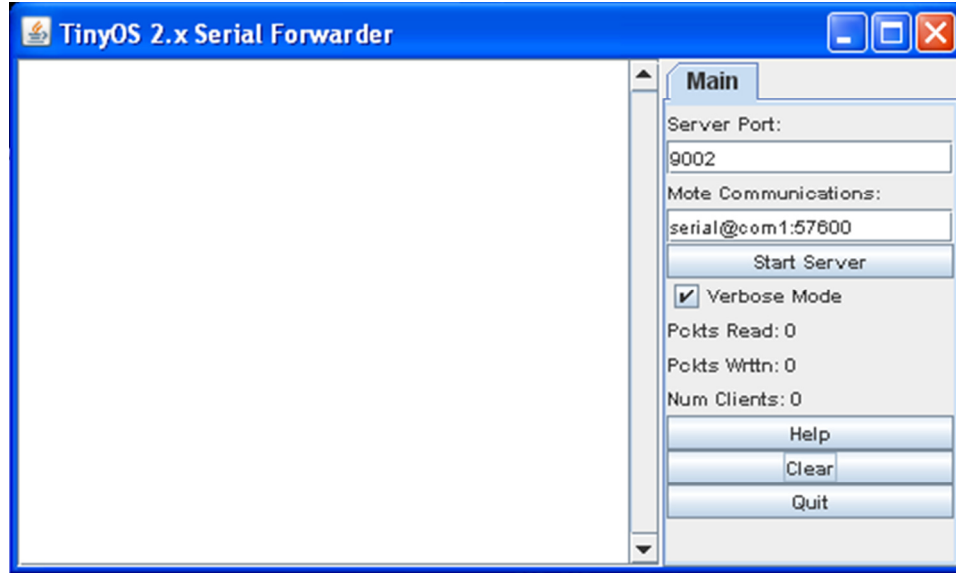 TinyOS 2.x Serial Forwarder
Main
Server Port:
9002
Mote Communications:
serial@com1:57600
Start Server
Verbose Mode
Pckts Read: 0
Pckts Wrttn: 0
Num Clients: 0
Help
Clear
Quit